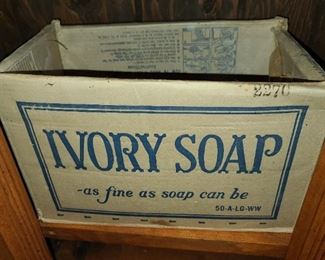 2270
IVORY SOAP
-as fine as soap can be
50-A-LG-WW